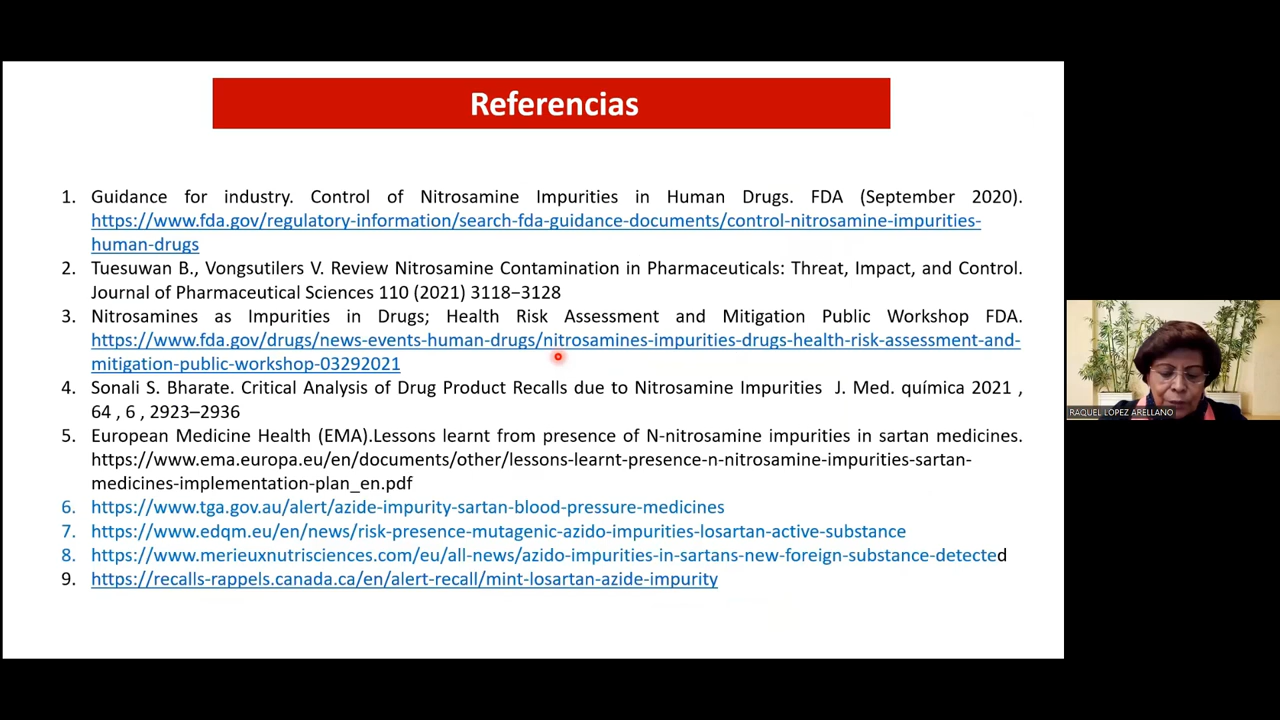 Referencias
1. Guidance for industry. Control of Nitrosamine Impurities in Human Drugs. FDA (September 2020).
https://www.fda.gov/regulatory-information/search-fda-guidance-documents/control-nitrosamine-impurities-
human-drugs
2. Tuesuwan B., Vongsutilers V. Review Nitrosamine Contamination in Pharmaceuticals: Threat, Impact, and Control.
Journal of Pharmaceutical Sciences 110 (2021) 3118−3128
3. Nitrosamines as Impurities in Drugs; Health Risk Assessment and Mitigation Public Workshop FDA.
https://www.fda.gov/drugs/news-events-human-drugs/nitrosamines-impurities-drugs-health-risk-assessment-and-
mitigation-public-workshop-03292021
4. Sonali S. Bharate. Critical Analysis of Drug Product Recalls due to Nitrosamine Impurities J. Med. química 2021 ,
64 , 6 , 2923–2936
5. European Medicine Health (EMA).Lessons learnt from presence of N-nitrosamine impurities in sartan medicines.
https://www.ema.europa.eu/en/documents/other/lessons-learnt-presence-n-nitrosamine-impurities-sartan-
medicines-implementation-plan_en.pdf
6. https://www.tga.gov.au/alert/azide-impurity-sartan-blood-pressure-medicines
7. https://www.edqm.eu/en/news/risk-presence-mutagenic-azido-impurities-losartan-active-substance
8. https://www.merieuxnutrisciences.com/eu/all-news/azido-impurities-in-sartans-new-foreign-substance-detected
9. https://recalls-rappels.canada.ca/en/alert-recall/mint-losartan-azide-impurity
RAQUEL LOPEZ ARELLANO